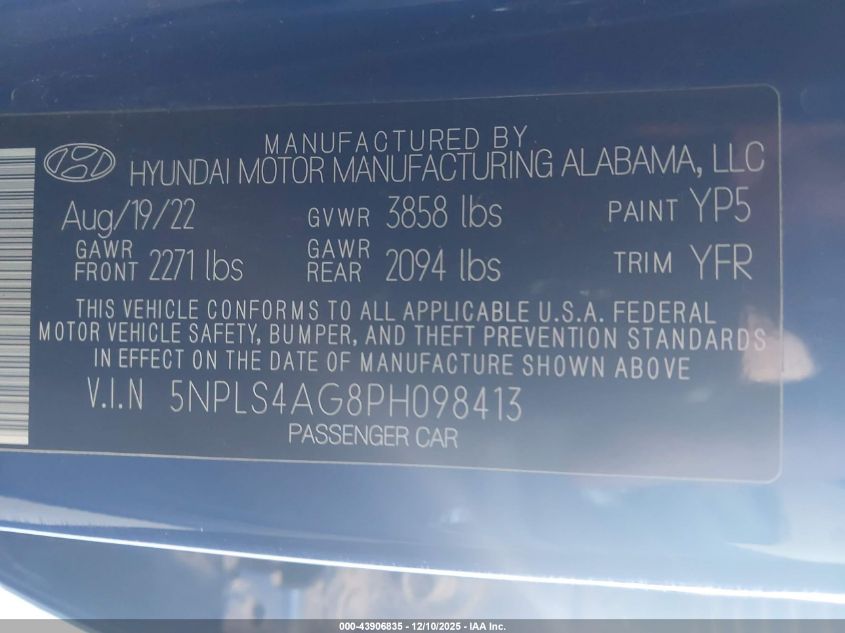 MANUFACTURED BY
HYUNDAI MOTOR MANUFACTURING ALABAMA, LLC
Aug/19/22 GVWR 3858 lbs PAINT YP5
GAWR FRONT 2271 lbs GAWR REAR 2094 lbs TRIM YFR
THIS VEHICLE CONFORMS TO ALL APPLICABLE U.S.A. FEDERAL
MOTOR VEHICLE SAFETY, BUMPER, AND THEFT PREVENTION STANDARDS
IN EFFECT ON THE DATE OF MANUFACTURE SHOWN ABOVE
V.I.N 5NPLS4AG8PH098413
PASSENGER CAR
000-43906835 - 12/10/2025 - IAA Inc.